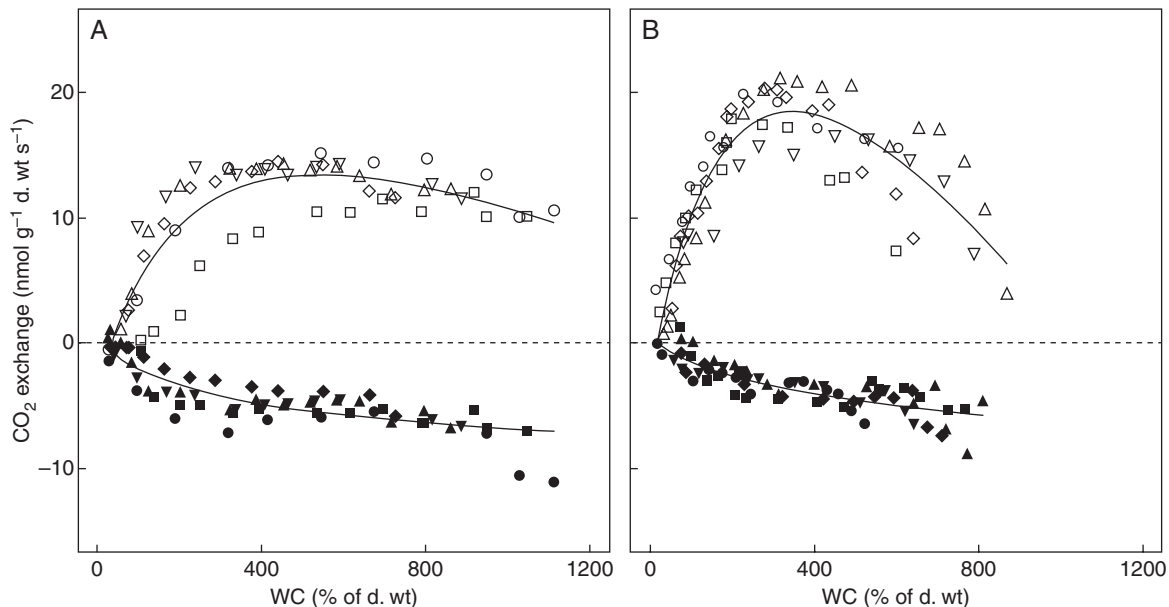 A
B
20
10
0
–10
CO₂ exchange (nmol g⁻¹ d. wt s⁻¹)
0 400 800 1200
0 400 800 1200
WC (% of d. wt)
WC (% of d. wt)